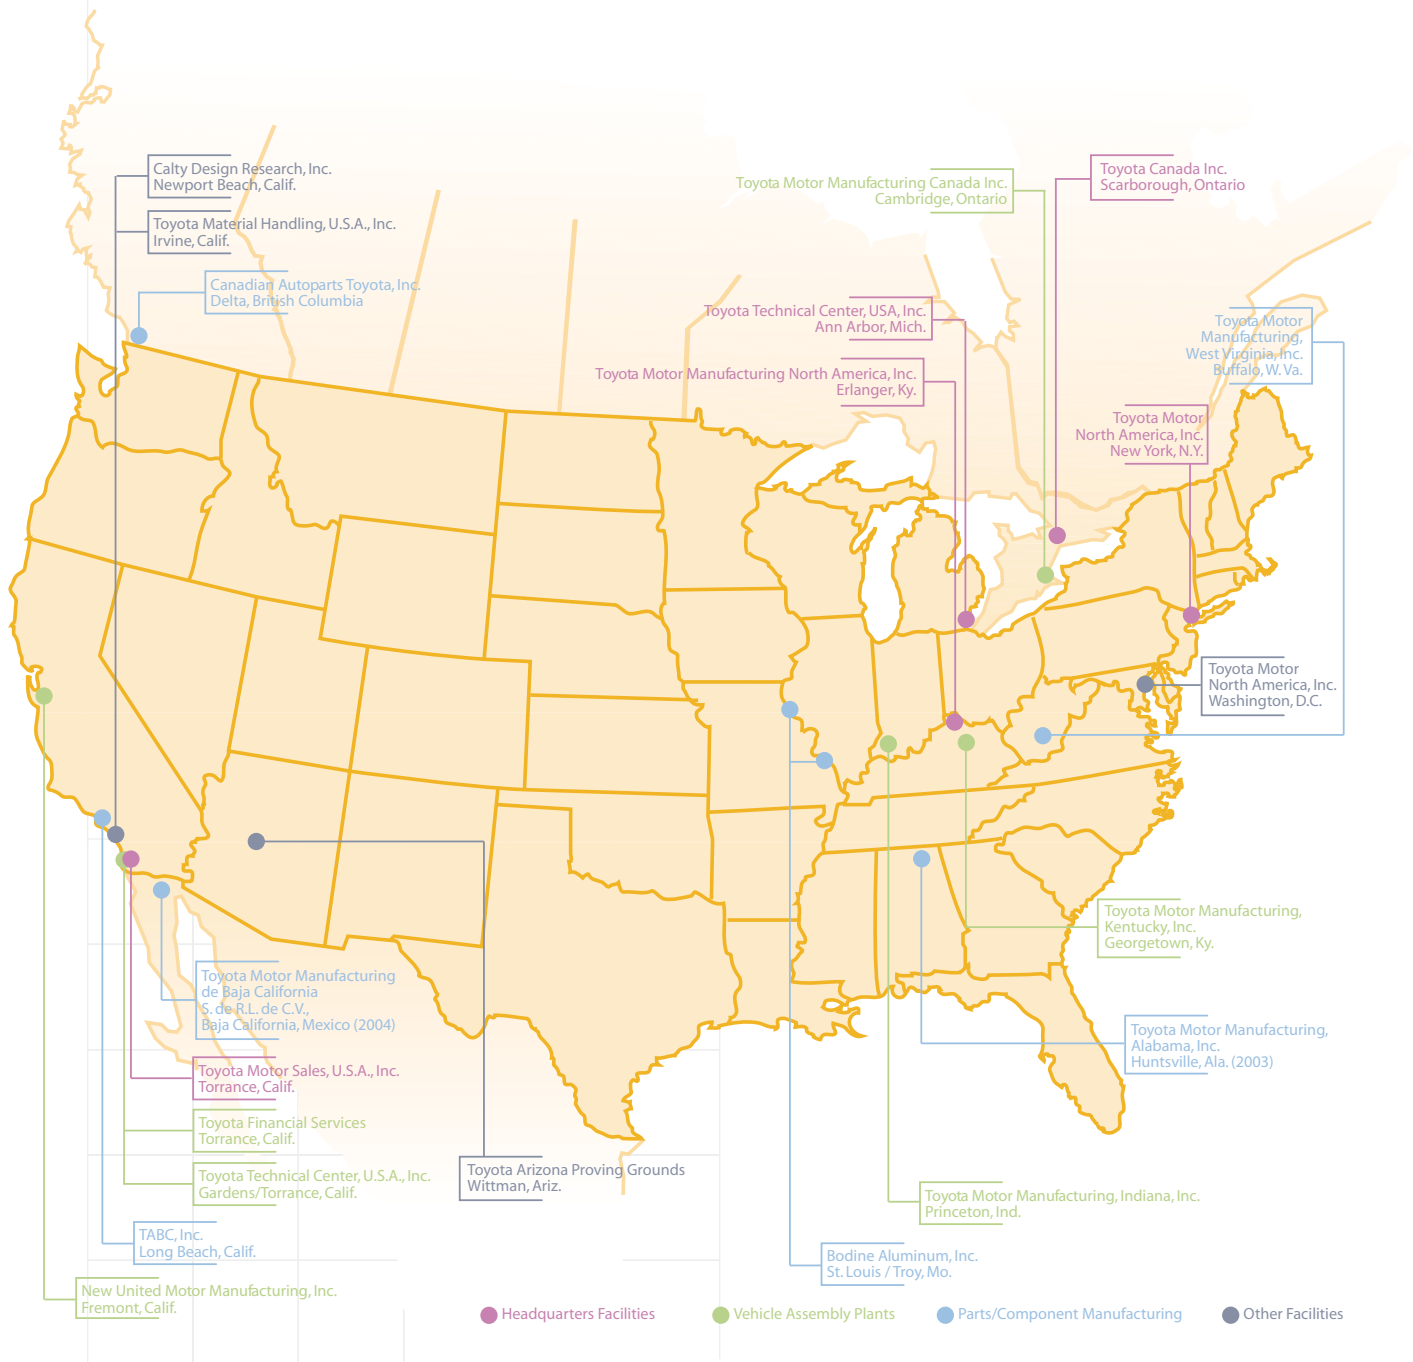 Calty Design Research, Inc.
Newport Beach, Calif.
Toyota Material Handling, U.S.A., Inc.
Irvine, Calif.
Canadian Autoparts Toyota, Inc.
Delta, British Columbia
Toyota Motor Manufacturing Canada Inc.
Cambridge, Ontario
Toyota Canada Inc.
Scarborough, Ontario
Toyota Technical Center, USA, Inc.
Ann Arbor, Mich.
Toyota Motor
Manufacturing,
West Virginia, Inc.
Buffalo, W. Va.
Toyota Motor Manufacturing North America, Inc.
Erlanger, Ky.
Toyota Motor
North America, Inc.
New York, N.Y.
Toyota Motor
North America, Inc.
Washington, D.C.
Toyota Motor Manufacturing,
Kentucky, Inc.
Georgetown, Ky.
Toyota Motor Manufacturing
de Baja California
S. de R.L. de C.V.,
Baja California, Mexico (2004)
Toyota Motor Manufacturing,
Alabama, Inc.
Huntsville, Ala. (2003)
Toyota Motor Sales, U.S.A., Inc.
Torrance, Calif.
Toyota Financial Services
Torrance, Calif.
Toyota Technical Center, U.S.A., Inc.
Gardens/Torrance, Calif.
Toyota Arizona Proving Grounds
Wittman, Ariz.
Toyota Motor Manufacturing, Indiana, Inc.
Princeton, Ind.
TABC, Inc.
Long Beach, Calif.
Bodine Aluminum, Inc.
St. Louis / Troy, Mo.
New United Motor Manufacturing, Inc.
Fremont, Calif.
Headquarters Facilities
Vehicle Assembly Plants
Parts/Component Manufacturing
Other Facilities